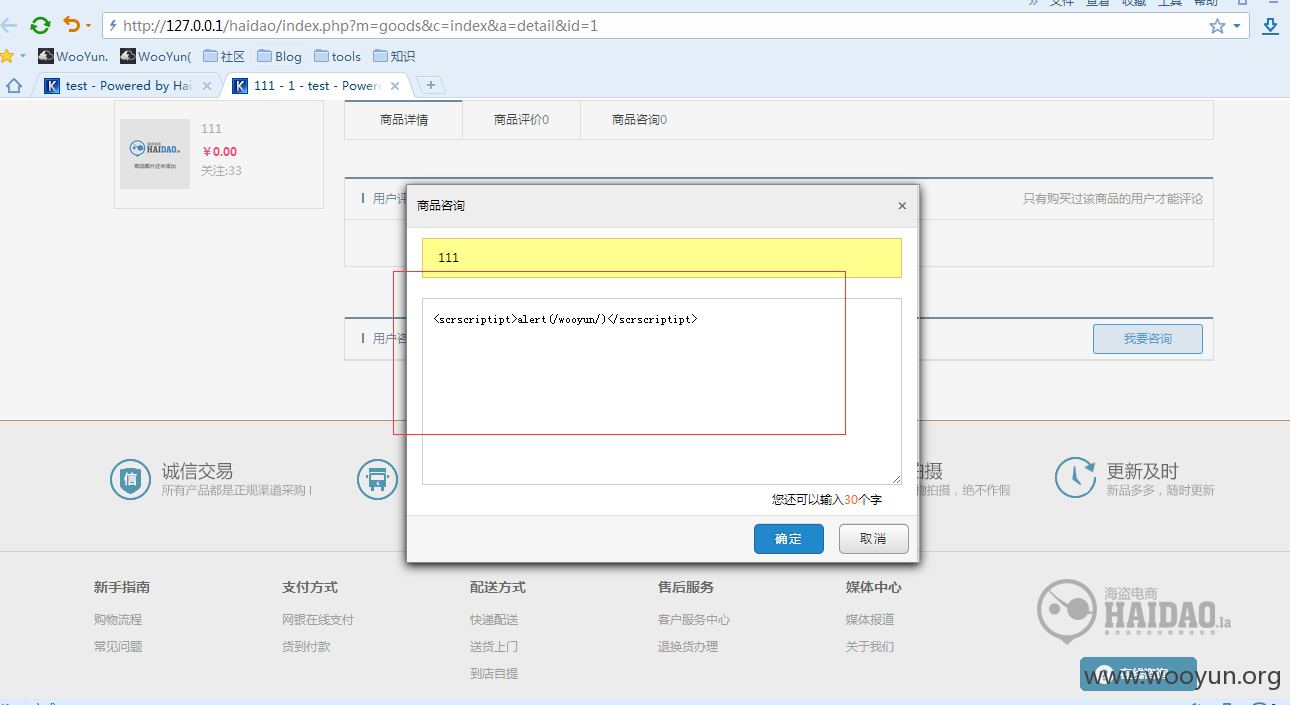 文件 查看 收藏 工具 帮助
http://127.0.0.1/haidao/index.php?m=goods&c=index&a=detail&id=1
WooYun. WooYun( 社区 Blog tools 知识
test - Powered by Hai
111 - 1 - test - Power
111
￥0.00
关注:33
HAIDAO
商品详情 商品评价0 商品咨询0
用户评
只有购买过该商品的用户才能评论
商品咨询 ×
111
<scrscriptipt>alert(/wooyun/)</scrscriptipt>
用户咨
我要咨询
您还可以输入30个字
确定 取消
信
诚信交易
所有产品都是正规渠道采购！
拍摄
物拍摄，绝不作假
更新及时
新品多多，随时更新
新手指南 支付方式 配送方式 售后服务 媒体中心
购物流程 网银在线支付 快递配送 客户服务中心 媒体报道
常见问题 货到付款 送货上门 退换货办理 关于我们
到店自提
海盗电商
HAIDAO.la
在线咨询
www.wooyun.org